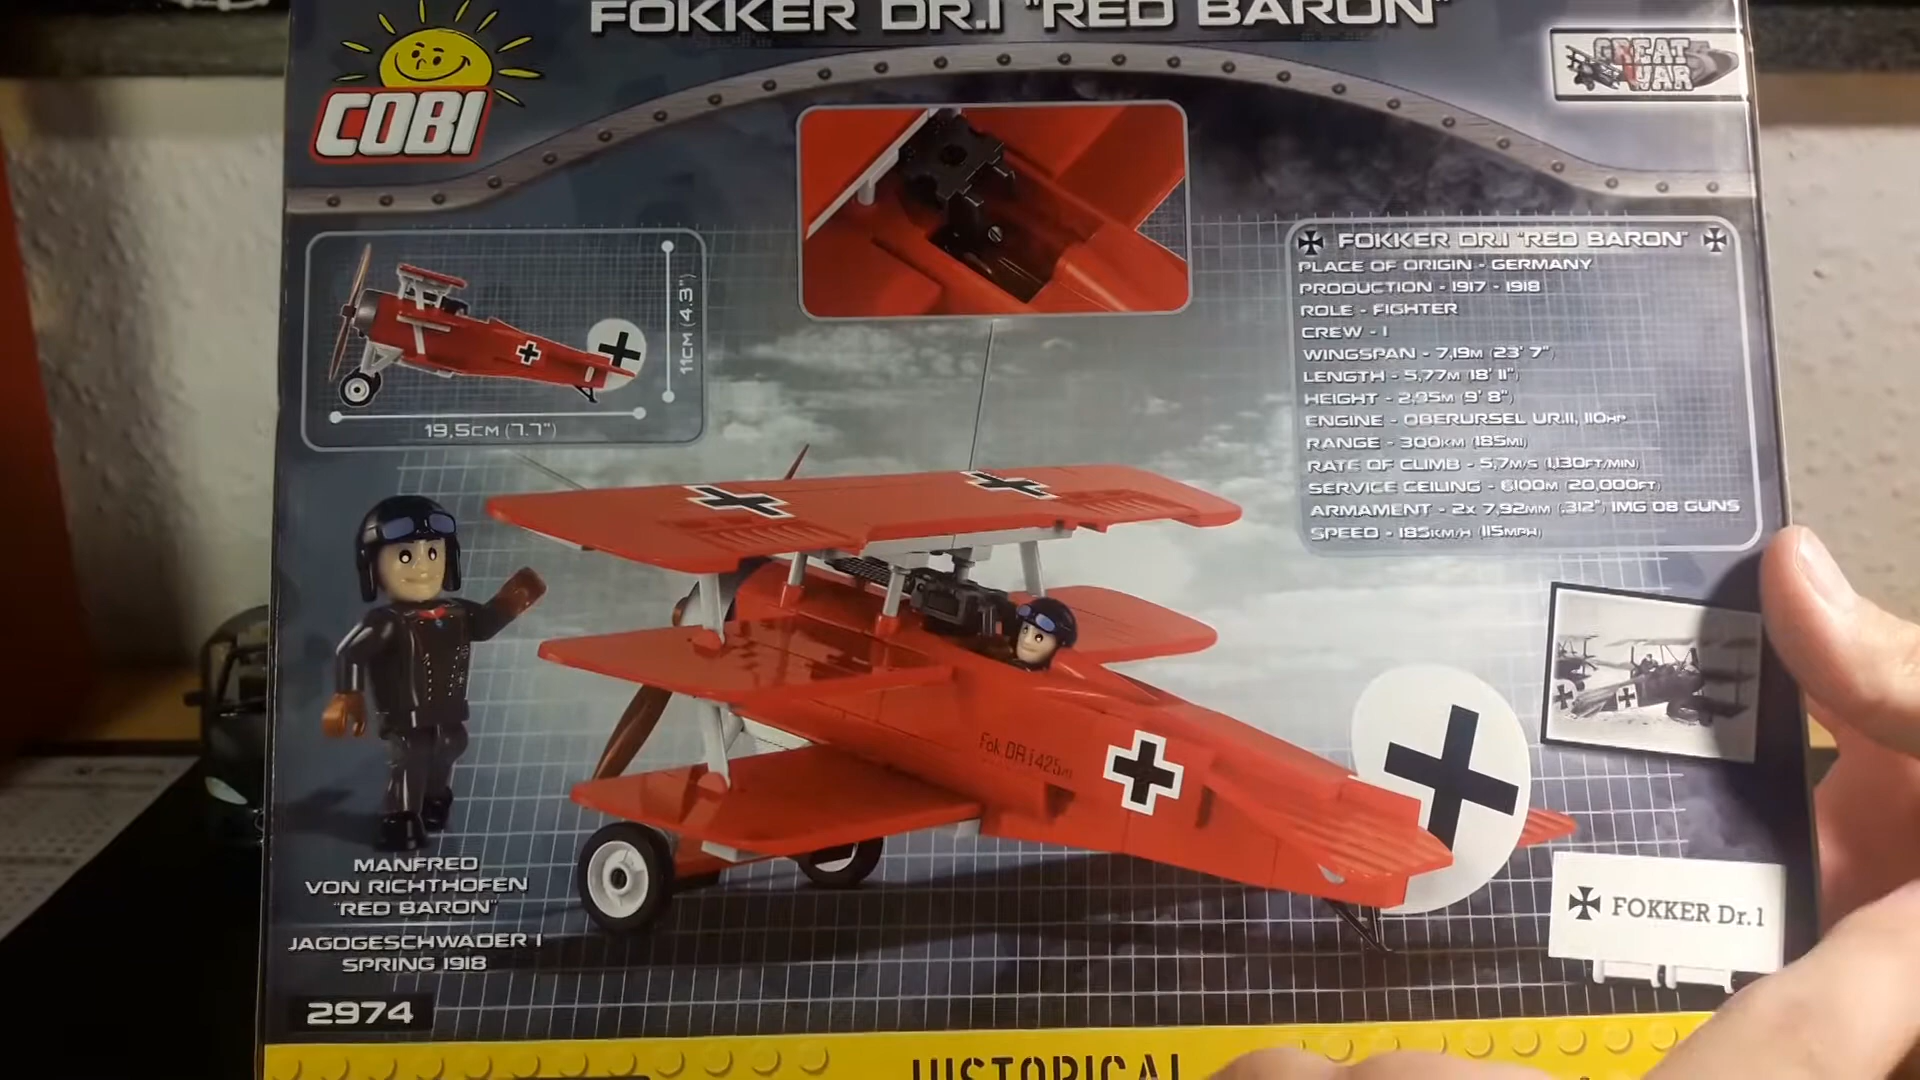 FOKKER DR.I "RED BARON"
COBI
GREAT WAR
11CM (4.3")
19,5CM (7.7")
FOKKER DR.I "RED BARON"
PLACE OF ORIGIN - GERMANY
PRODUCTION - 1917 - 1918
ROLE - FIGHTER
CREW - 1
WINGSPAN - 7,19M (23' 7")
LENGTH - 5,77M (18' 11")
HEIGHT - 2,95M (9' 8")
ENGINE - OBERURSEL UR.II, 110HP
RANGE - 300KM (185MI)
RATE OF CLIMB - 5,7M/S (1,130FT/MIN)
SERVICE CEILING - 6100M (20,000FT)
ARMAMENT - 2X 7,92MM (.312") IMG 08 GUNS
SPEED - 185KM/H (115MPH)
Fok.DR.I 425
MANFRED
VON RICHTHOFEN
"RED BARON"
JAGDGESCHWADER I
SPRING 1918
FOKKER Dr.1
2974
HISTORICAL